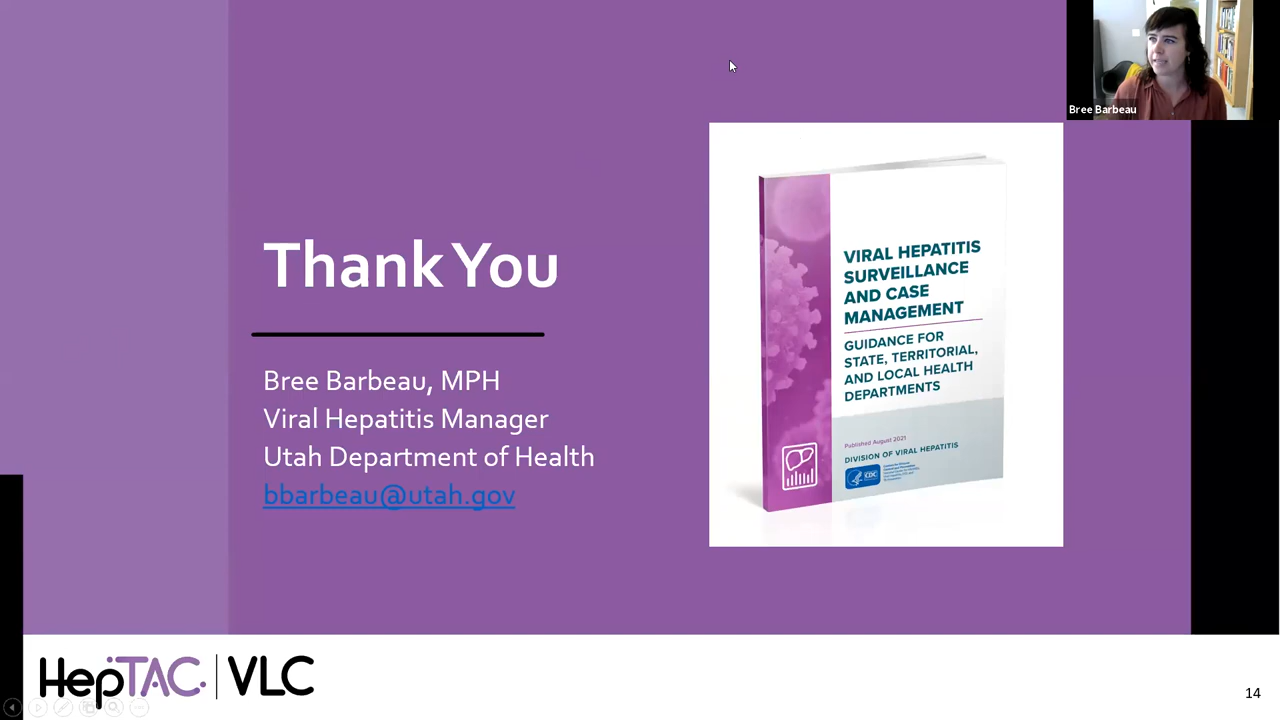 Bree Barbeau
Thank You
Bree Barbeau, MPH
Viral Hepatitis Manager
Utah Department of Health
bbarbeau@utah.gov
VIRAL HEPATITIS
SURVEILLANCE
AND CASE
MANAGEMENT
GUIDANCE FOR
STATE, TERRITORIAL,
AND LOCAL HEALTH
DEPARTMENTS
Published August 2021
DIVISION OF VIRAL HEPATITIS
CDC
HepTAC VLC
14